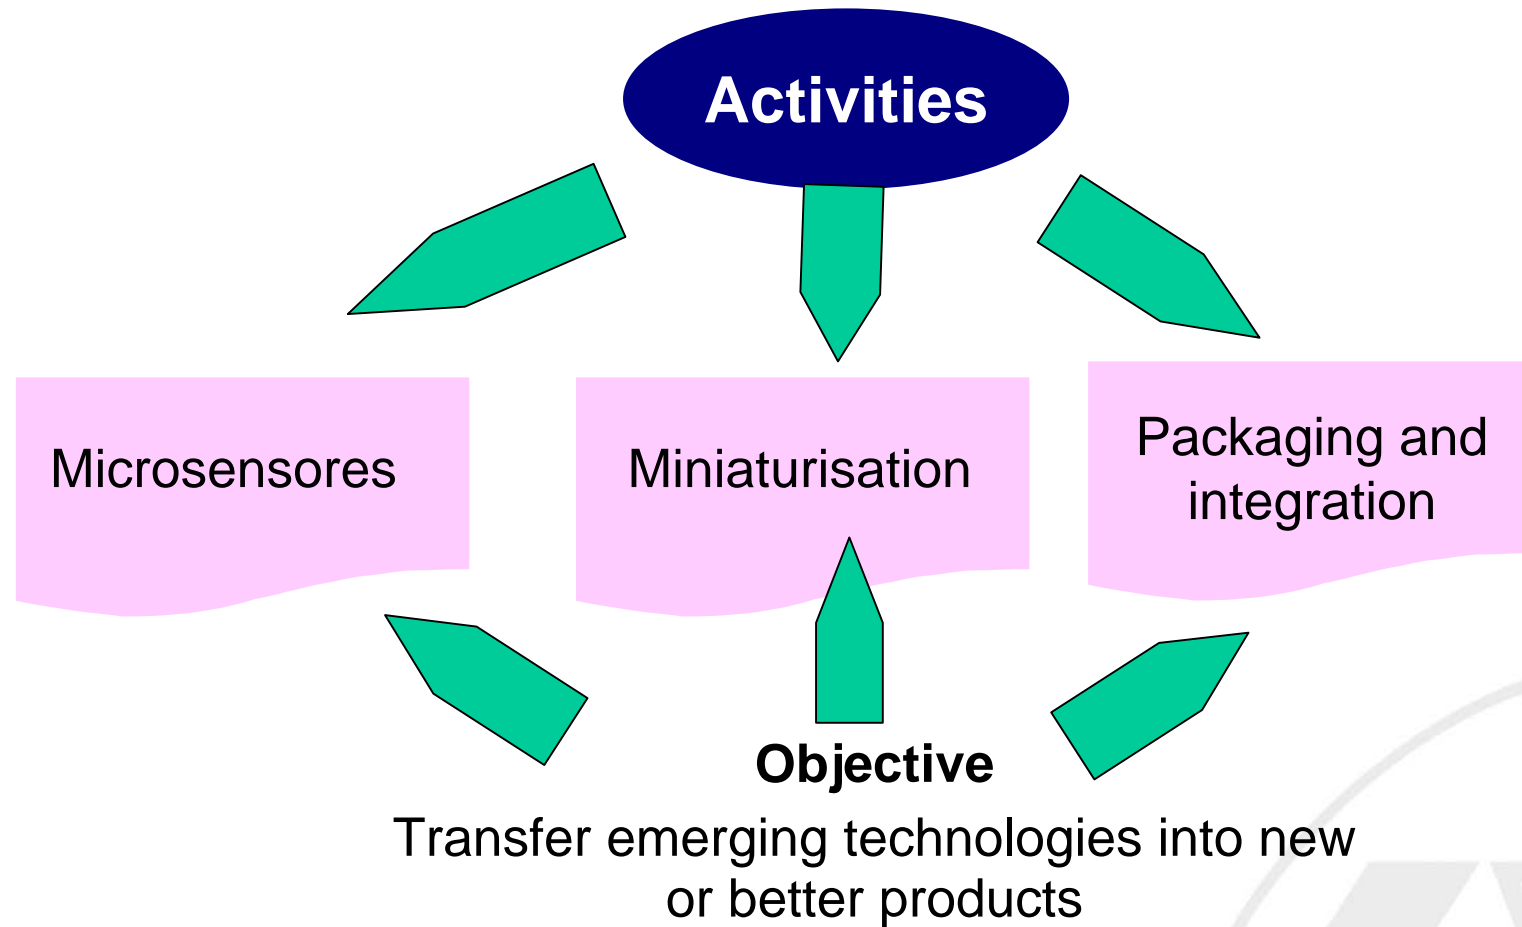 Activities
Microsensores
Miniaturisation
Packaging and
integration
Objective
Transfer emerging technologies into new
or better products